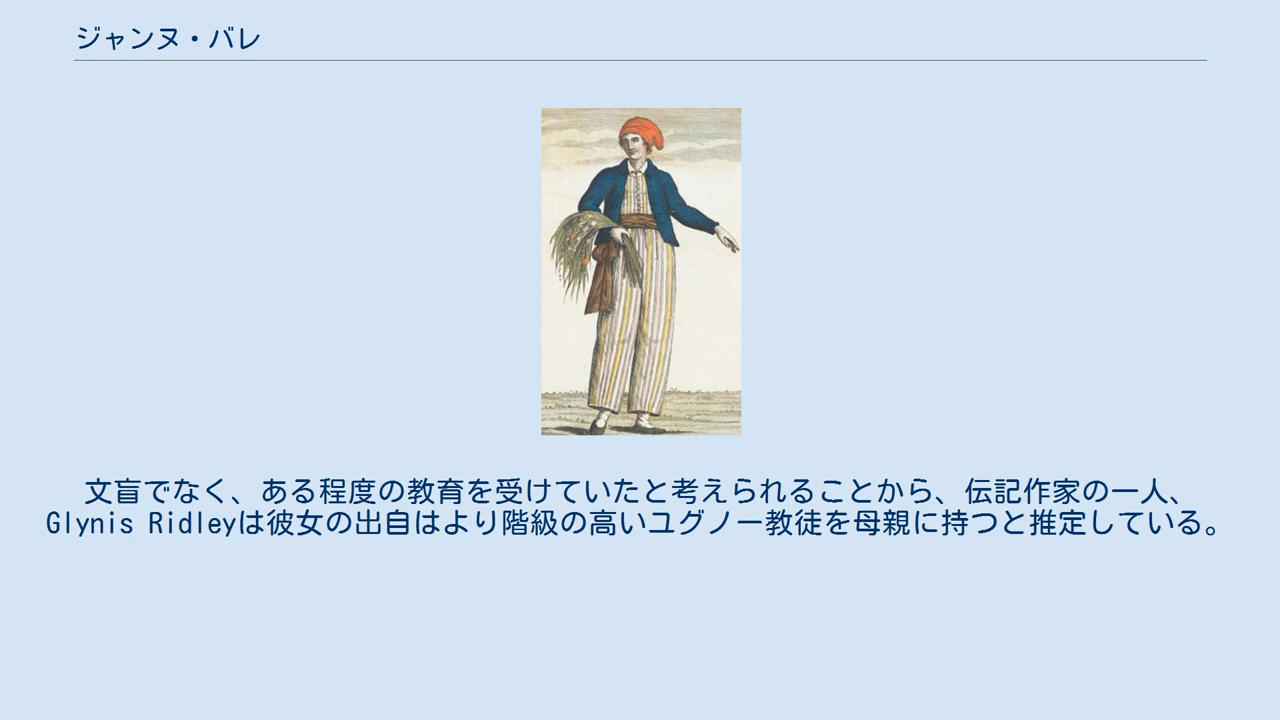 ジャンヌ・バレ
文盲でなく、ある程度の教育を受けていたと考えられることから、伝記作家の一人、
Glynis Ridleyは彼女の出自はより階級の高いユグノー教徒を母親に持つと推定している。